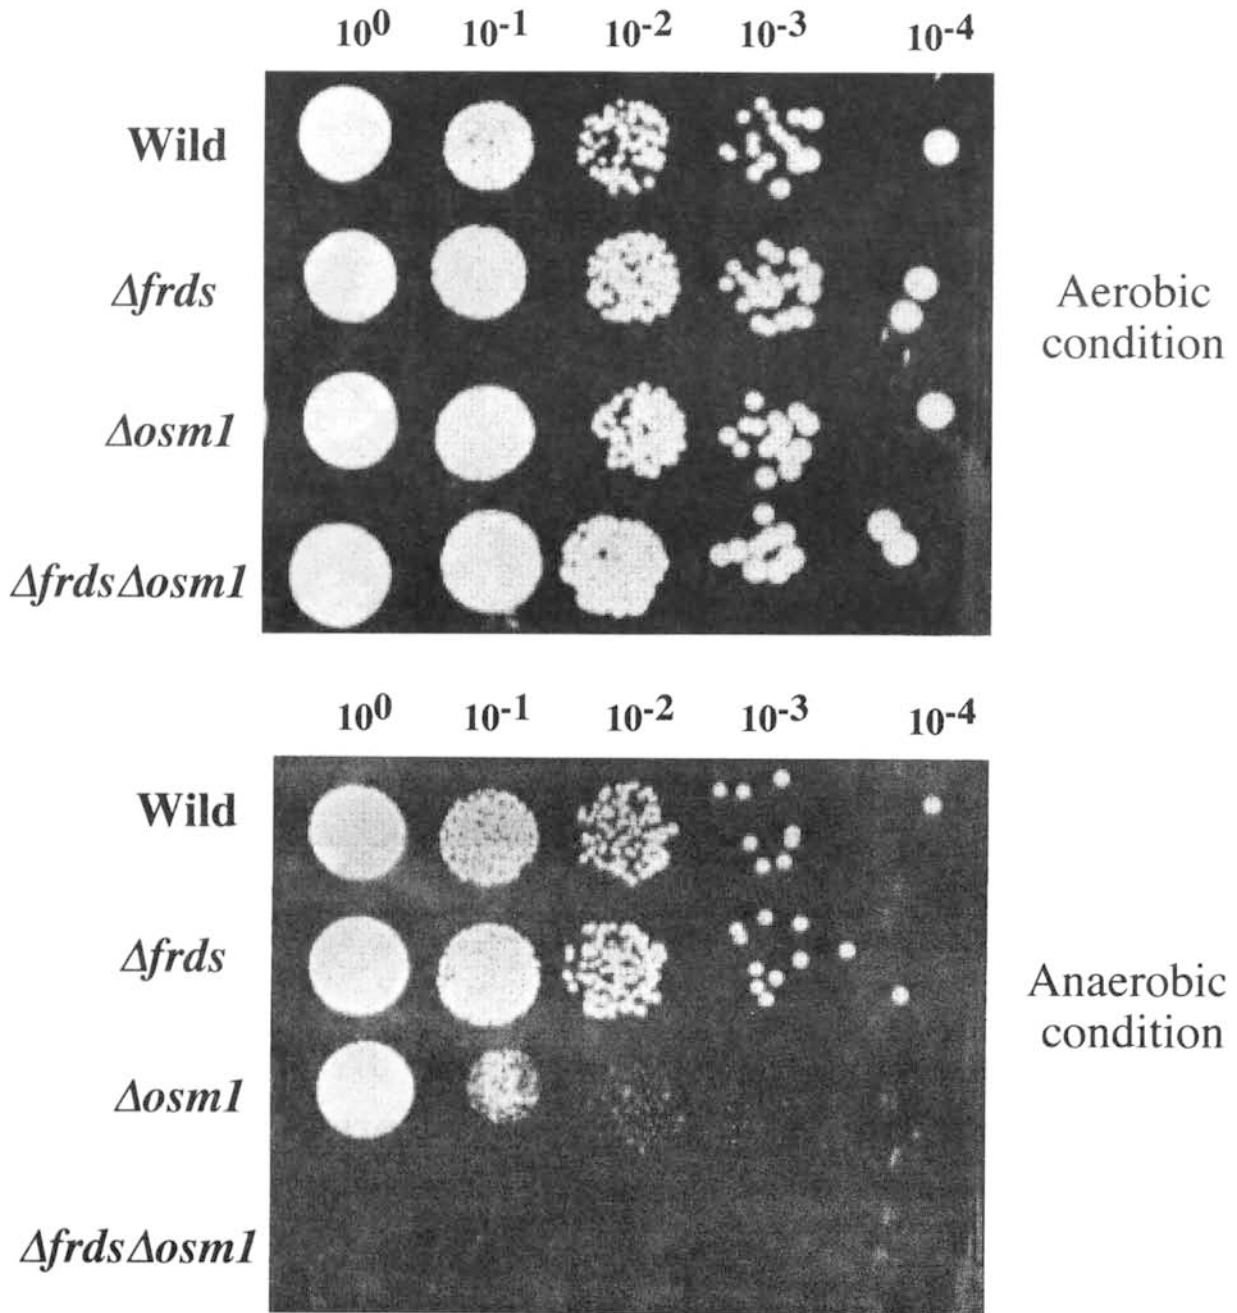 10⁰ 10⁻¹ 10⁻² 10⁻³ 10⁻⁴
Wild
Δfrds
Aerobic
condition
Δosm1
ΔfrdsΔosm1
10⁰ 10⁻¹ 10⁻² 10⁻³ 10⁻⁴
Wild
Δfrds
Anaerobic
condition
Δosm1
ΔfrdsΔosm1